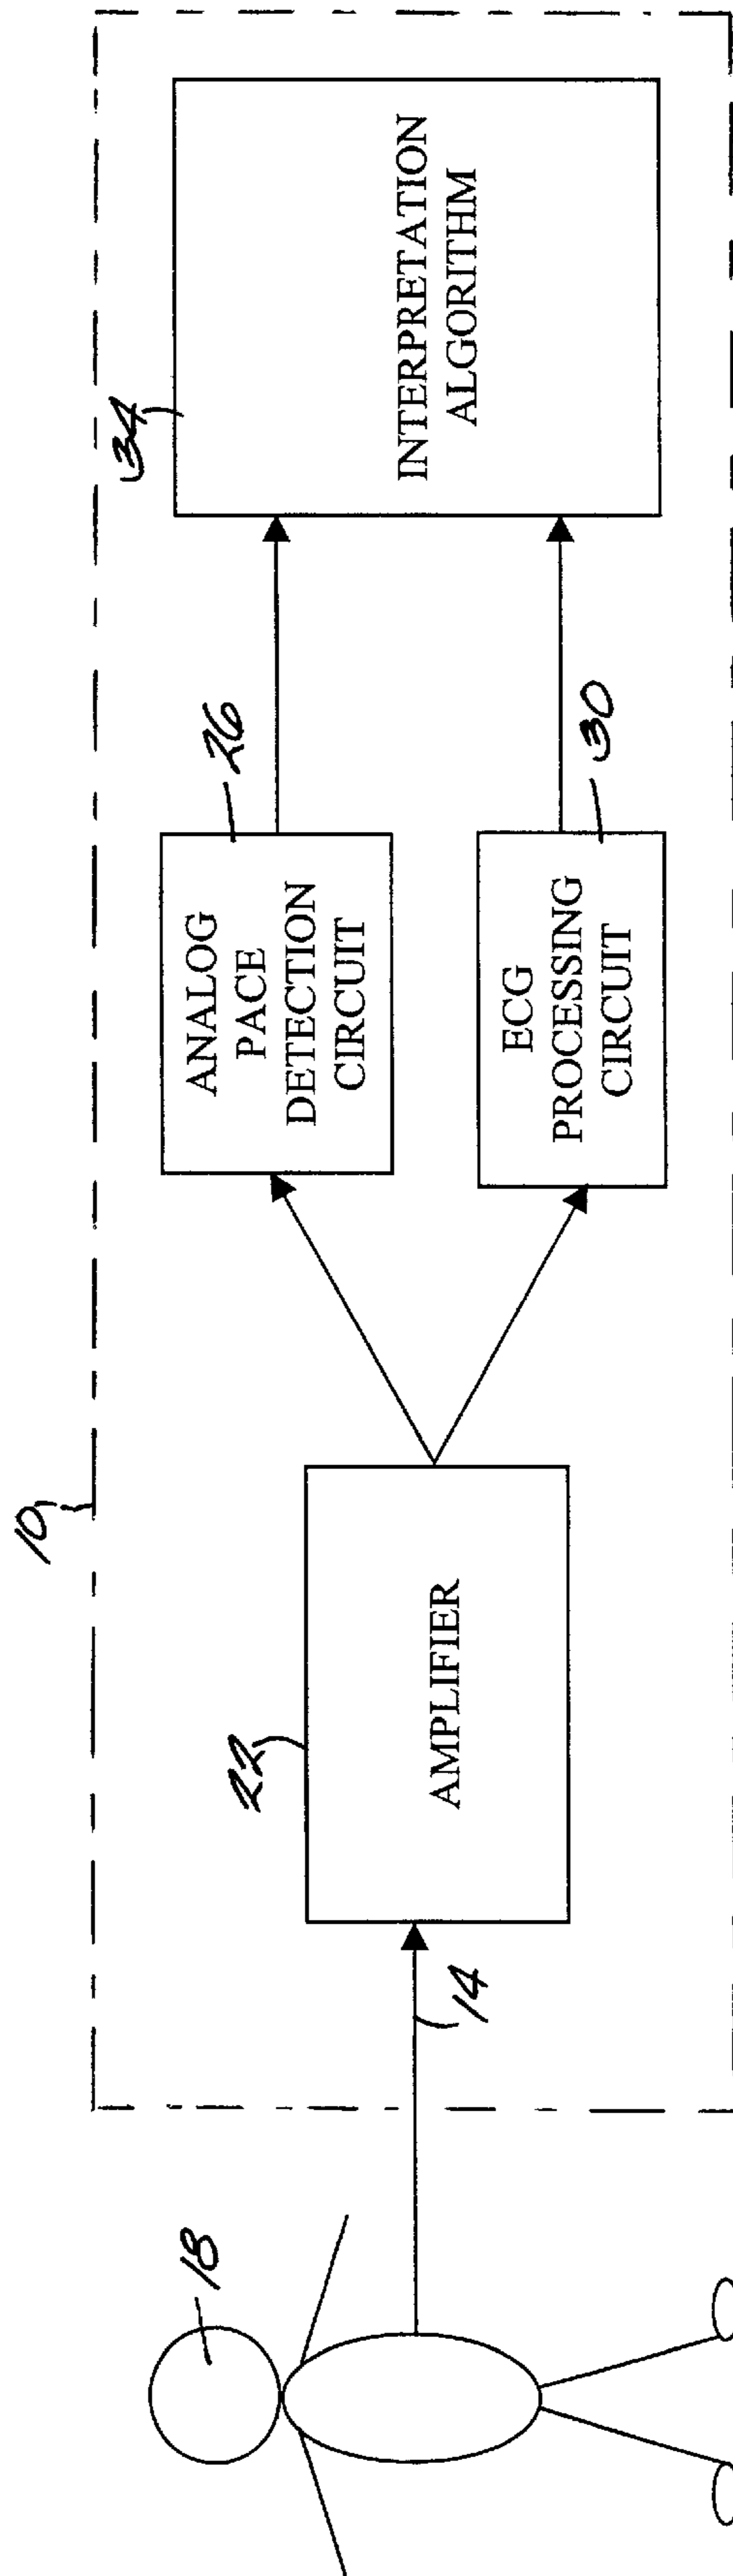 10
18
14
22
AMPLIFIER
26
ANALOG
PACE
DETECTION
CIRCUIT
30
ECG
PROCESSING
CIRCUIT
34
INTERPRETATION
ALGORITHM